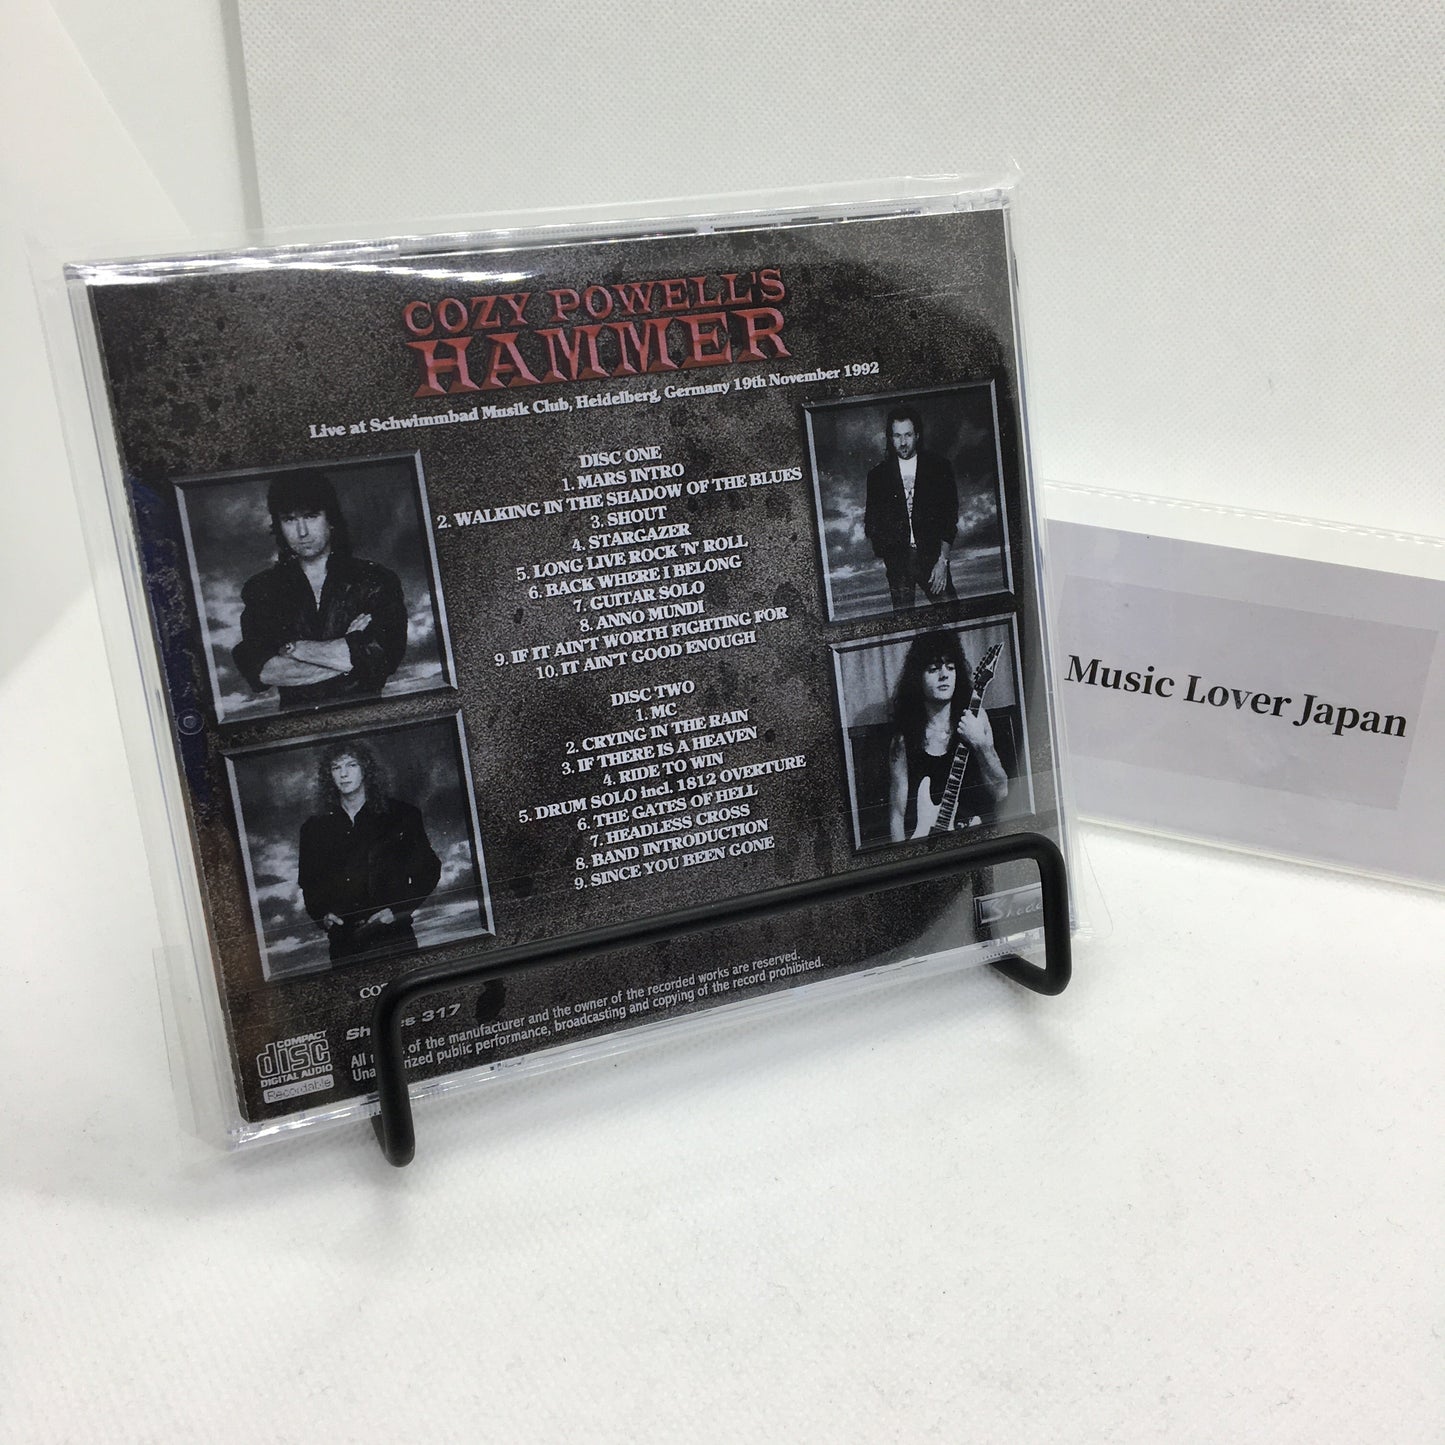 COZY POWELL'S
HAMMER
Live at Schwimmbad Musik Club, Heidelberg, Germany 19th November 1992
DISC ONE
1. MARS INTRO
2. WALKING IN THE SHADOW OF THE BLUES
3. SHOUT
4. STARGAZER
5. LONG LIVE ROCK 'N' ROLL
6. BACK WHERE I BELONG
7. GUITAR SOLO
8. ANNO MUNDI
9. IF IT AIN'T WORTH FIGHTING FOR
10. IT AIN'T GOOD ENOUGH
DISC TWO
1. MC
2. CRYING IN THE RAIN
3. IF THERE IS A HEAVEN
4. RIDE TO WIN
5. DRUM SOLO incl. 1812 OVERTURE
6. THE GATES OF HELL
7. HEADLESS CROSS
8. BAND INTRODUCTION
9. SINCE YOU BEEN GONE
317
All of the manufacturer and the owner of the recorded works are reserved.
public performance, broadcasting and copying of the record prohibited.
COMPACT
disc
DIGITAL AUDIO
Recordable
Music Lover Japan